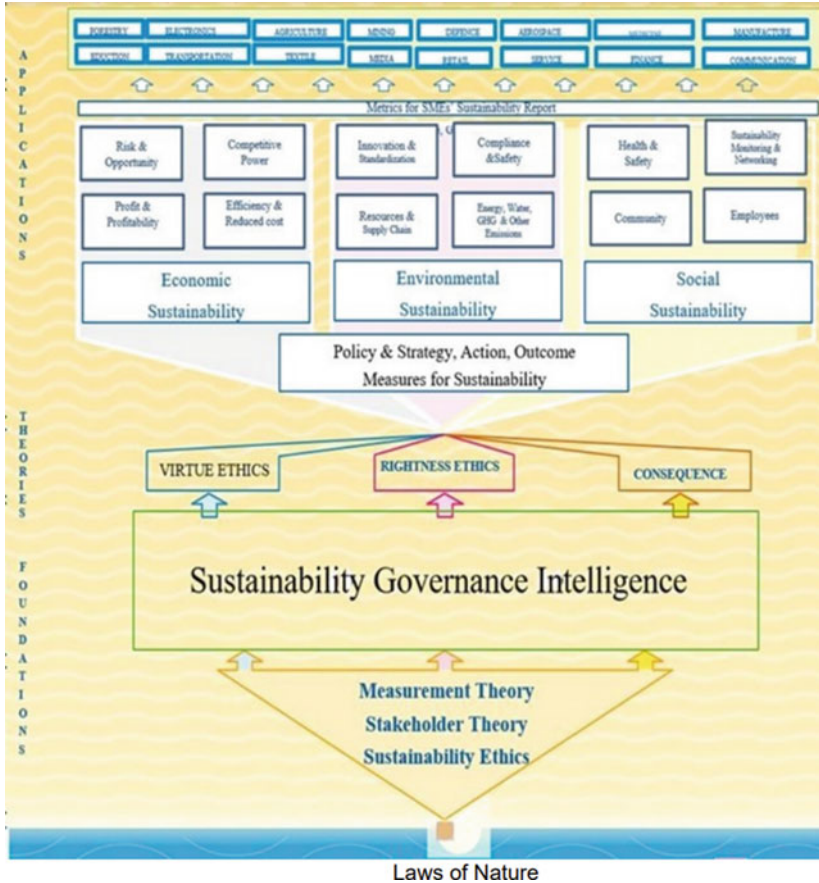 FORESTRY ELECTRONICS AGRICULTURE MINING DEFENCE AEROSPACE MANUFACTURE
EDUCTION TRANSPORTATION TEXTILE MEDIA RETAIL SERVICE FINANCE COMMUNICATION
A
P
P
L
I
C
A
T
I
O
N
S
Metrics for SMEs' Sustainability Report
Risk &
Opportunity
Competitive
Power
Innovation &
Standardization
Compliance
&Safety
Health &
Safety
Sustainability
Monitoring &
Networking
Profit &
Profitability
Efficiency &
Reduced cost
Resources &
Supply Chain
Energy, Water,
GHG & Other
Emissions
Community
Employees
Economic
Sustainability
Environmental
Sustainability
Social
Sustainability
Policy & Strategy, Action, Outcome
Measures for Sustainability
T
H
E
O
R
I
E
S
VIRTUE ETHICS
RIGHTNESS ETHICS
CONSEQUENCE
F
O
U
N
D
A
T
I
O
N
S
Sustainability Governance Intelligence
Measurement Theory
Stakeholder Theory
Sustainability Ethics
Laws of Nature